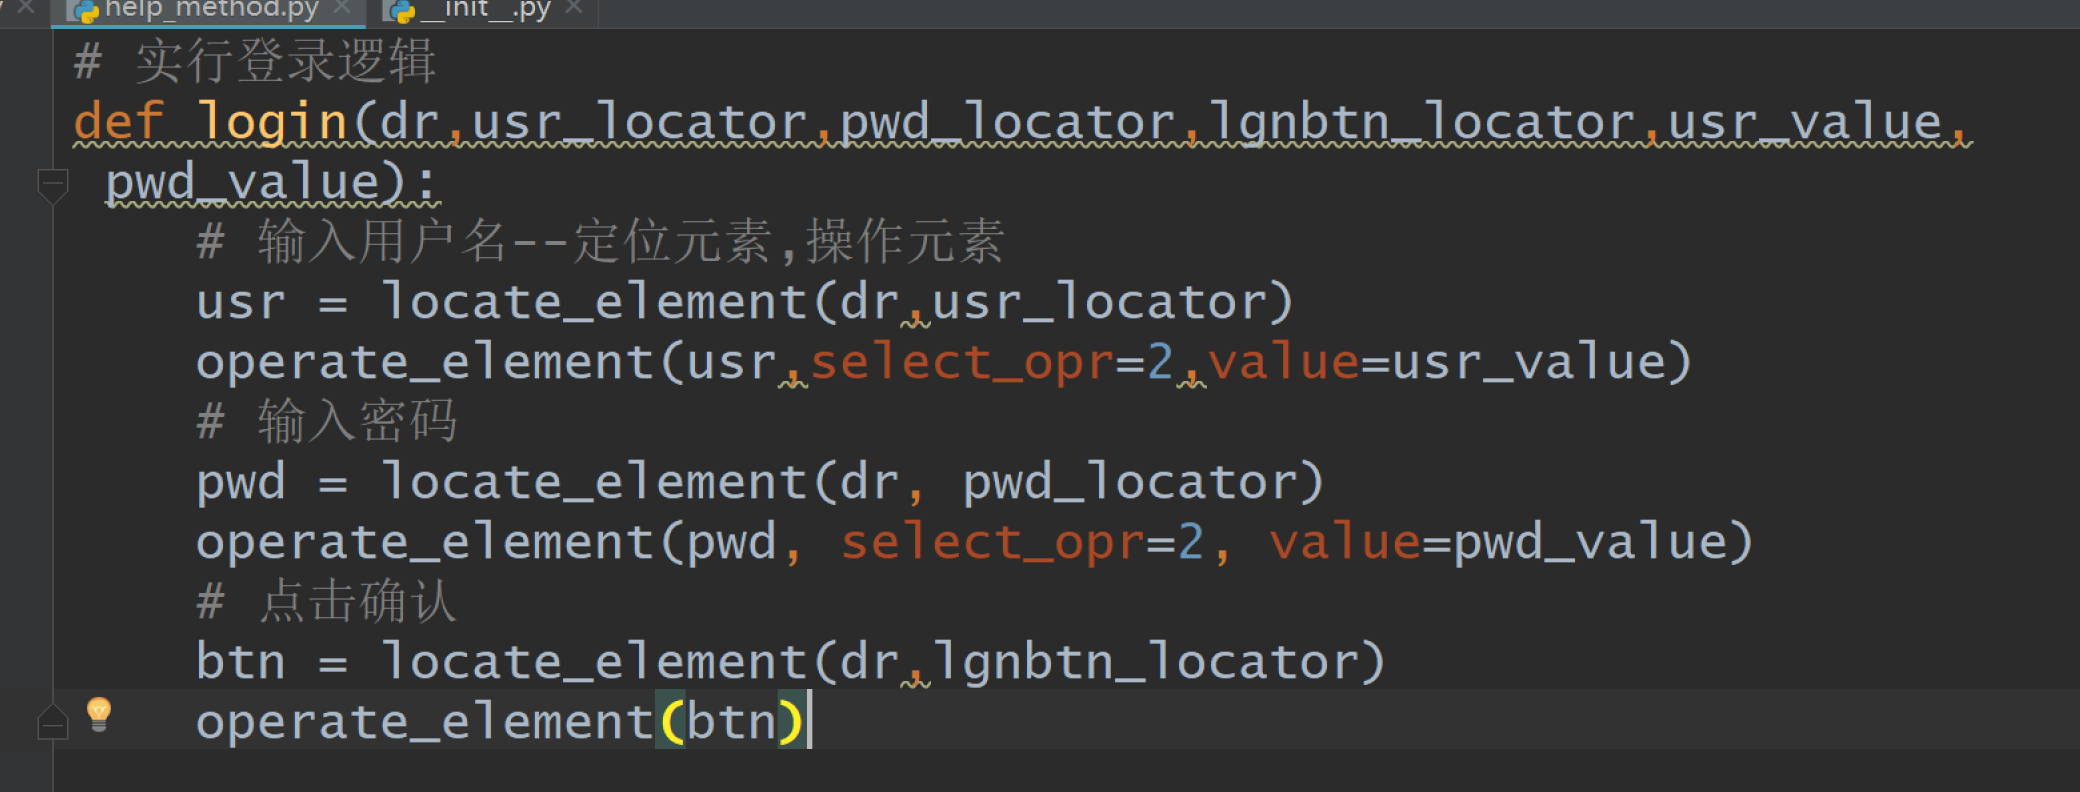 help_method.py × __init__.py ×
# 实行登录逻辑
def login(dr,usr_locator,pwd_locator,lgnbtn_locator,usr_value,
pwd_value):
# 输入用户名--定位元素,操作元素
usr = locate_element(dr,usr_locator)
operate_element(usr,select_opr=2,value=usr_value)
# 输入密码
pwd = locate_element(dr, pwd_locator)
operate_element(pwd, select_opr=2, value=pwd_value)
# 点击确认
btn = locate_element(dr,lgnbtn_locator)
operate_element(btn)